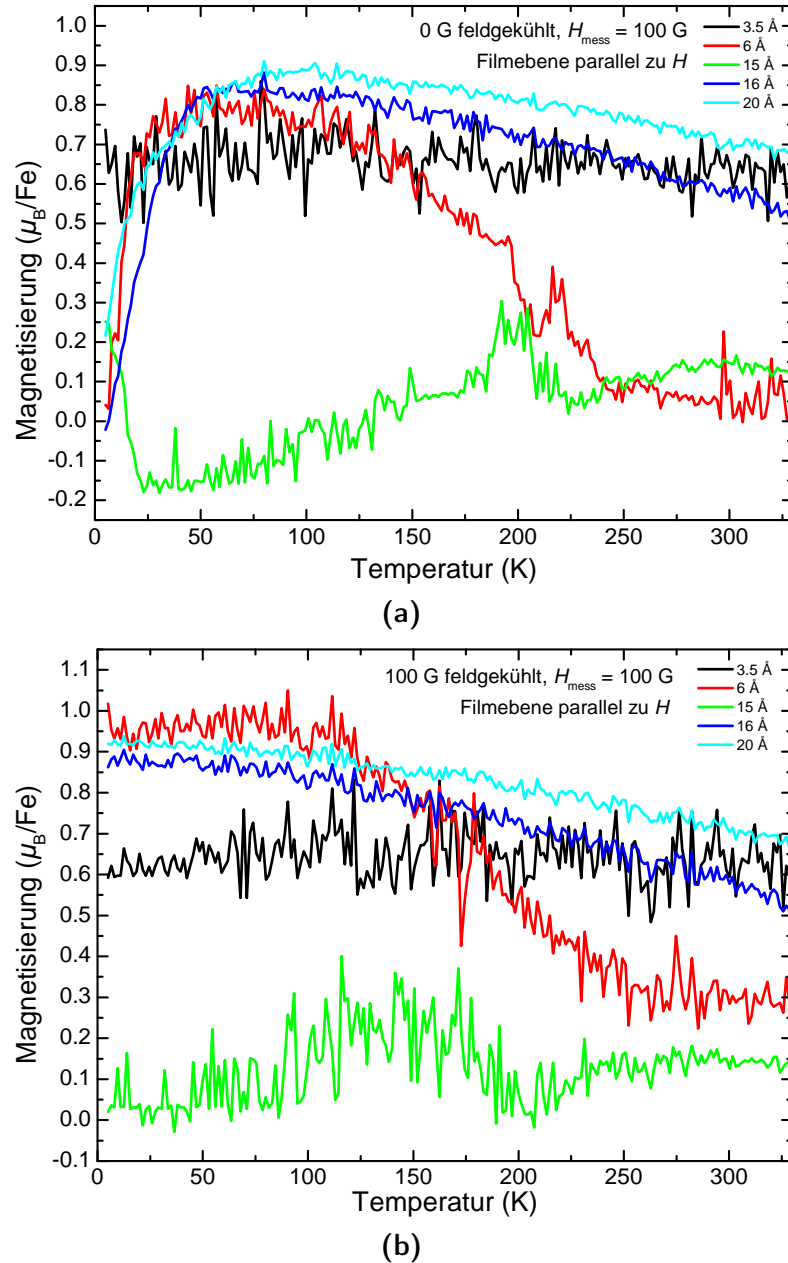 0 G feldgekühlt, H_mess = 100 G
Filmebene parallel zu H
3.5 Å
6 Å
15 Å
16 Å
20 Å
Magnetisierung (μ_B/Fe)
1.0
0.9
0.8
0.7
0.6
0.5
0.4
0.3
0.2
0.1
0.0
-0.1
-0.2
0 50 100 150 200 250 300
Temperatur (K)
(a)
100 G feldgekühlt, H_mess = 100 G
Filmebene parallel zu H
3.5 Å
6 Å
15 Å
16 Å
20 Å
Magnetisierung (μ_B/Fe)
1.1
1.0
0.9
0.8
0.7
0.6
0.5
0.4
0.3
0.2
0.1
0.0
-0.1
0 50 100 150 200 250 300
Temperatur (K)
(b)